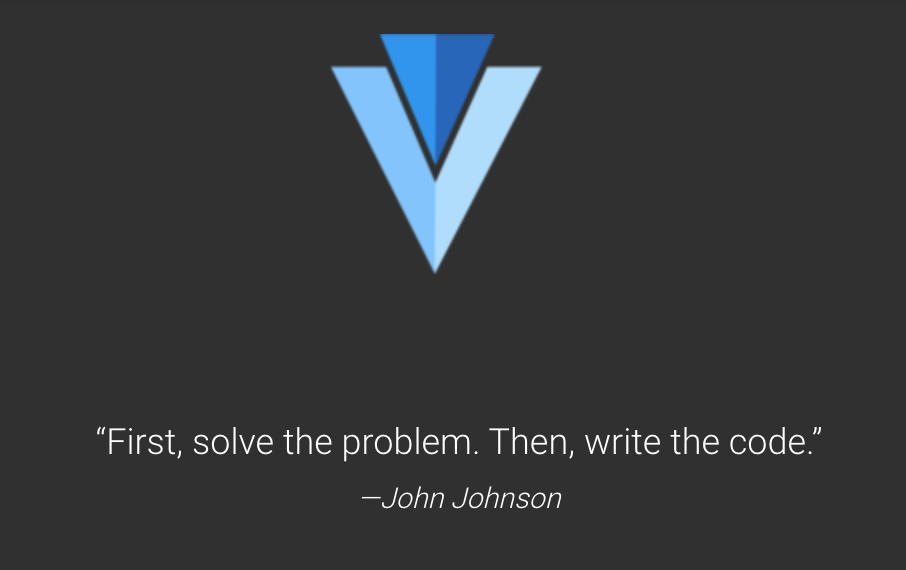 “First, solve the problem. Then, write the code.”
—John Johnson